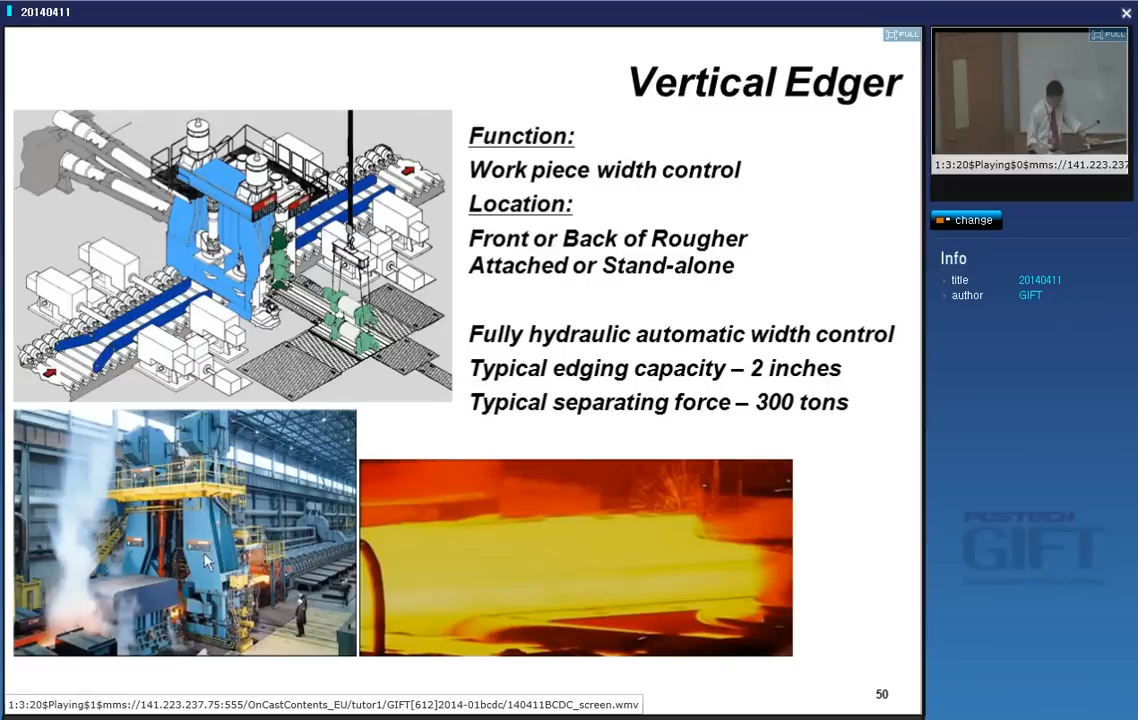 20140411
FULL
Vertical Edger
Function:
Work piece width control
Location:
Front or Back of Rougher
Attached or Stand-alone
Fully hydraulic automatic width control
Typical edging capacity – 2 inches
Typical separating force – 300 tons
50
1:3:20$Playing$1$mms://141.223.237.75:555/OnCastContents_EU/tutor1/GIFT[612]2014-01bcdc/140411BCDC_screen.wmv
FULL
1:3:20$Playing$0$mms://141.223.237
change
Info
title 20140411
author GIFT
POSTECH
GIFT